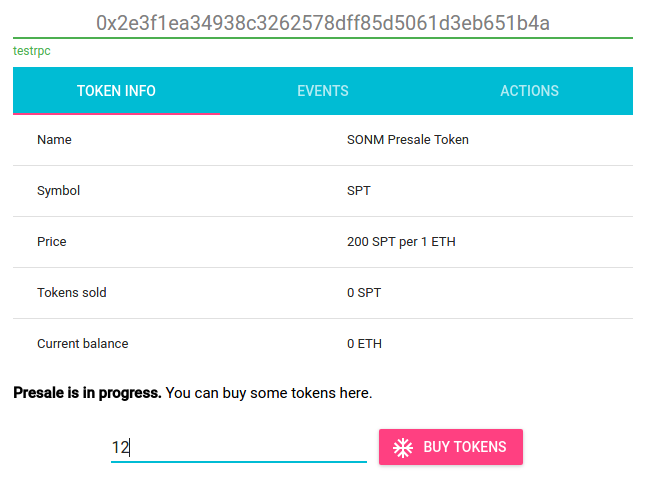 0x2e3f1ea34938c3262578dff85d5061d3eb651b4a
testrpc
TOKEN INFO EVENTS ACTIONS
Name SONM Presale Token
Symbol SPT
Price 200 SPT per 1 ETH
Tokens sold 0 SPT
Current balance 0 ETH
Presale is in progress. You can buy some tokens here.
12 BUY TOKENS